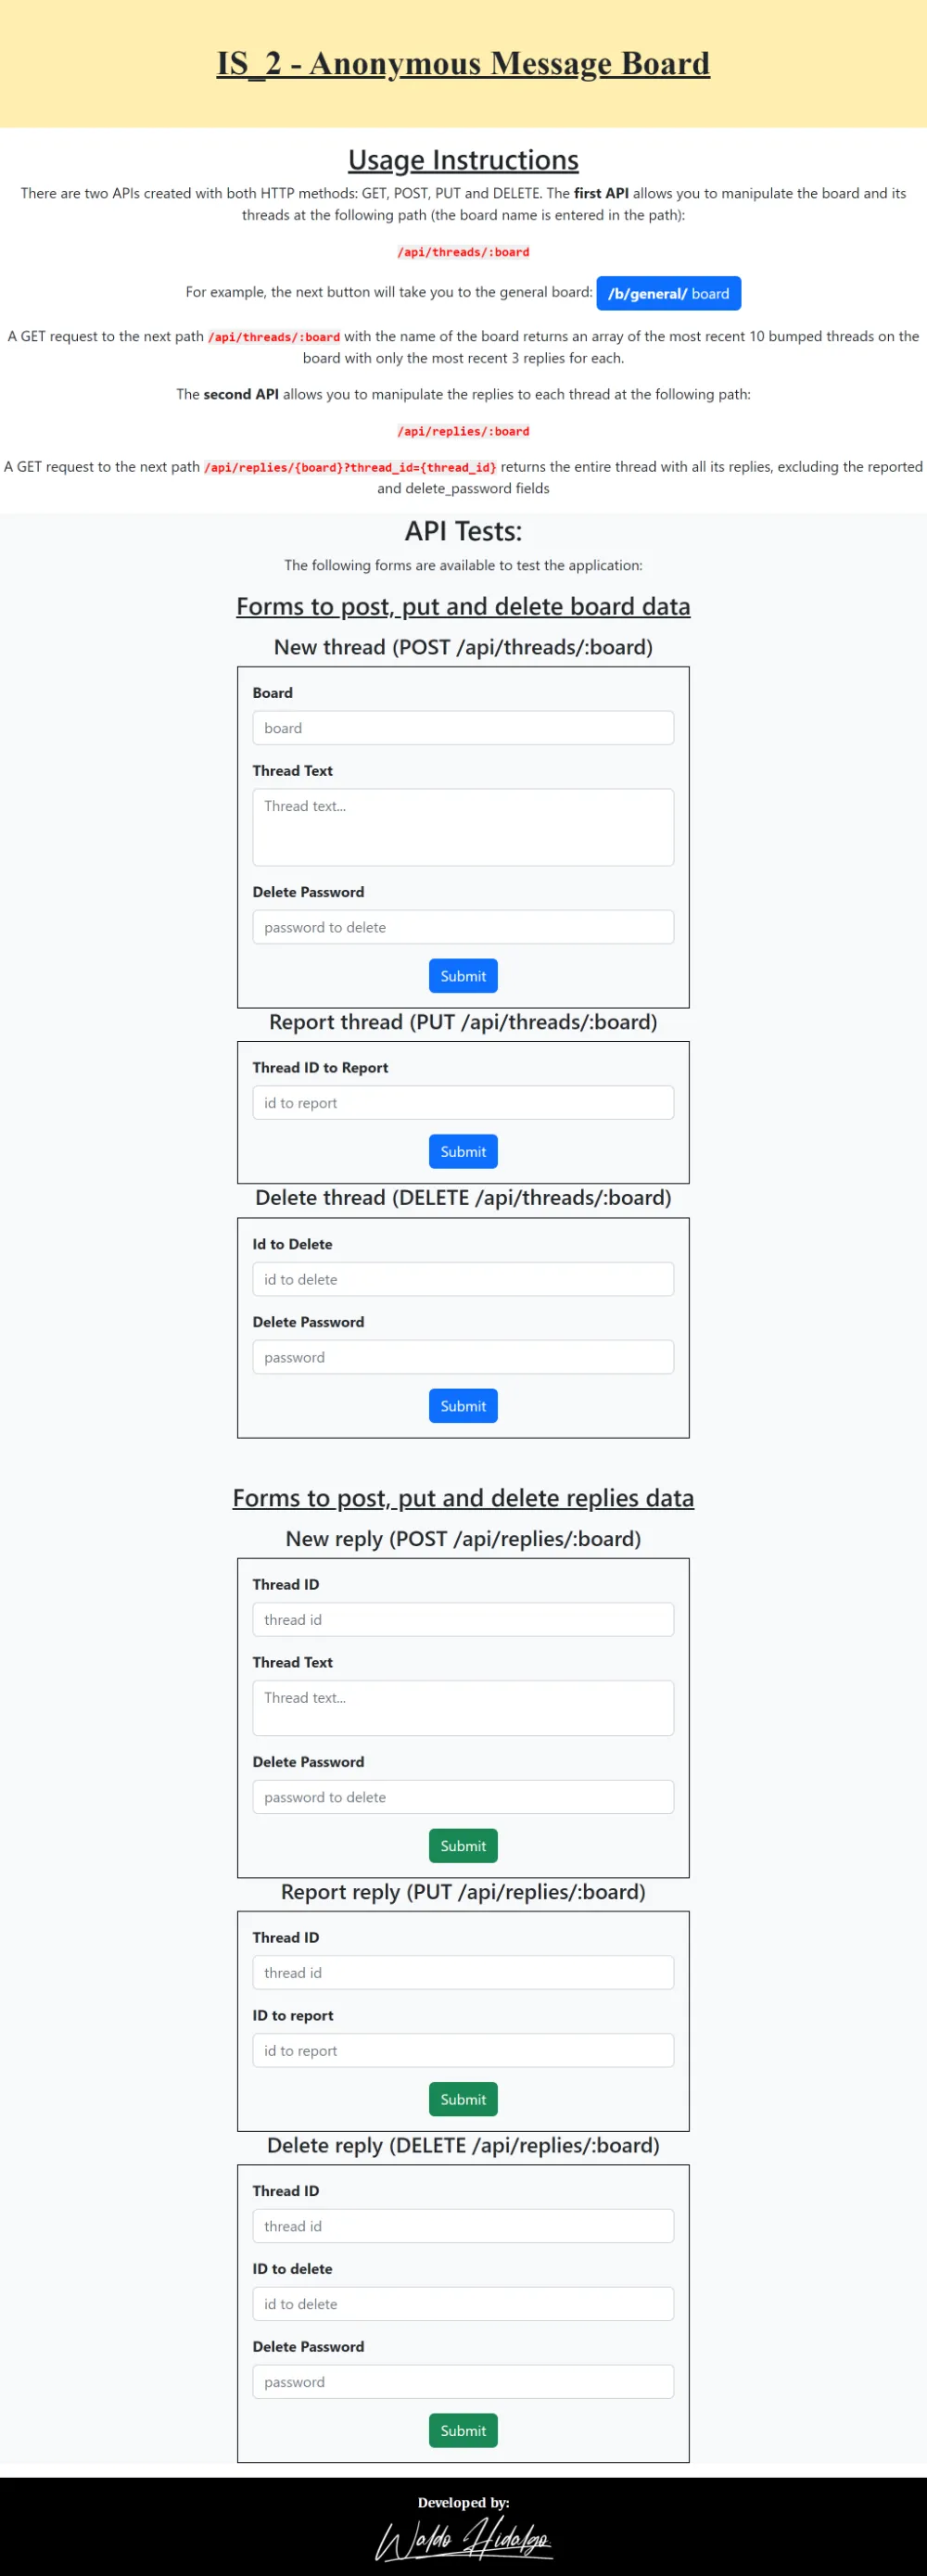 IS_2 - Anonymous Message Board
Usage Instructions
There are two APIs created with both HTTP methods: GET, POST, PUT and DELETE. The first API allows you to manipulate the board and its
threads at the following path (the board name is entered in the path):
/api/threads/:board
For example, the next button will take you to the general board: /b/general/ board
A GET request to the next path /api/threads/:board with the name of the board returns an array of the most recent 10 bumped threads on the
board with only the most recent 3 replies for each.
The second API allows you to manipulate the replies to each thread at the following path:
/api/replies/:board
A GET request to the next path /api/replies/{board}?thread_id={thread_id} returns the entire thread with all its replies, excluding the reported
and delete_password fields
API Tests:
The following forms are available to test the application:
Forms to post, put and delete board data
New thread (POST /api/threads/:board)
Board
board
Thread Text
Thread text...
Delete Password
password to delete
Submit
Report thread (PUT /api/threads/:board)
Thread ID to Report
id to report
Submit
Delete thread (DELETE /api/threads/:board)
Id to Delete
id to delete
Delete Password
password
Submit
Forms to post, put and delete replies data
New reply (POST /api/replies/:board)
Thread ID
thread id
Thread Text
Thread text...
Delete Password
password to delete
Submit
Report reply (PUT /api/replies/:board)
Thread ID
thread id
ID to report
id to report
Submit
Delete reply (DELETE /api/replies/:board)
Thread ID
thread id
ID to delete
id to delete
Delete Password
password
Submit
Developed by:
Waldo Hidalgo